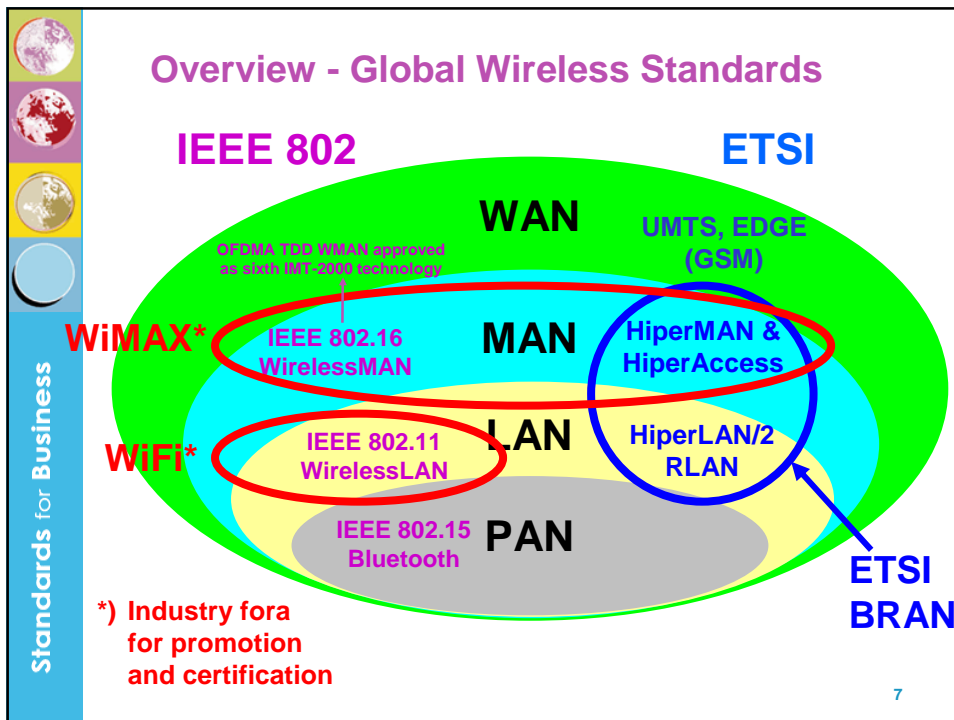 Overview - Global Wireless Standards
IEEE 802
ETSI
WAN
UMTS, EDGE
(GSM)
OFDMA TDD WMAN approved
as sixth IMT-2000 technology
WiMAX*
IEEE 802.16
WirelessMAN
MAN
HiperMAN &
HiperAccess
WiFi*
IEEE 802.11
WirelessLAN
LAN
HiperLAN/2
RLAN
IEEE 802.15
Bluetooth
PAN
ETSI
BRAN
*) Industry fora
for promotion
and certification
Standards for Business
7